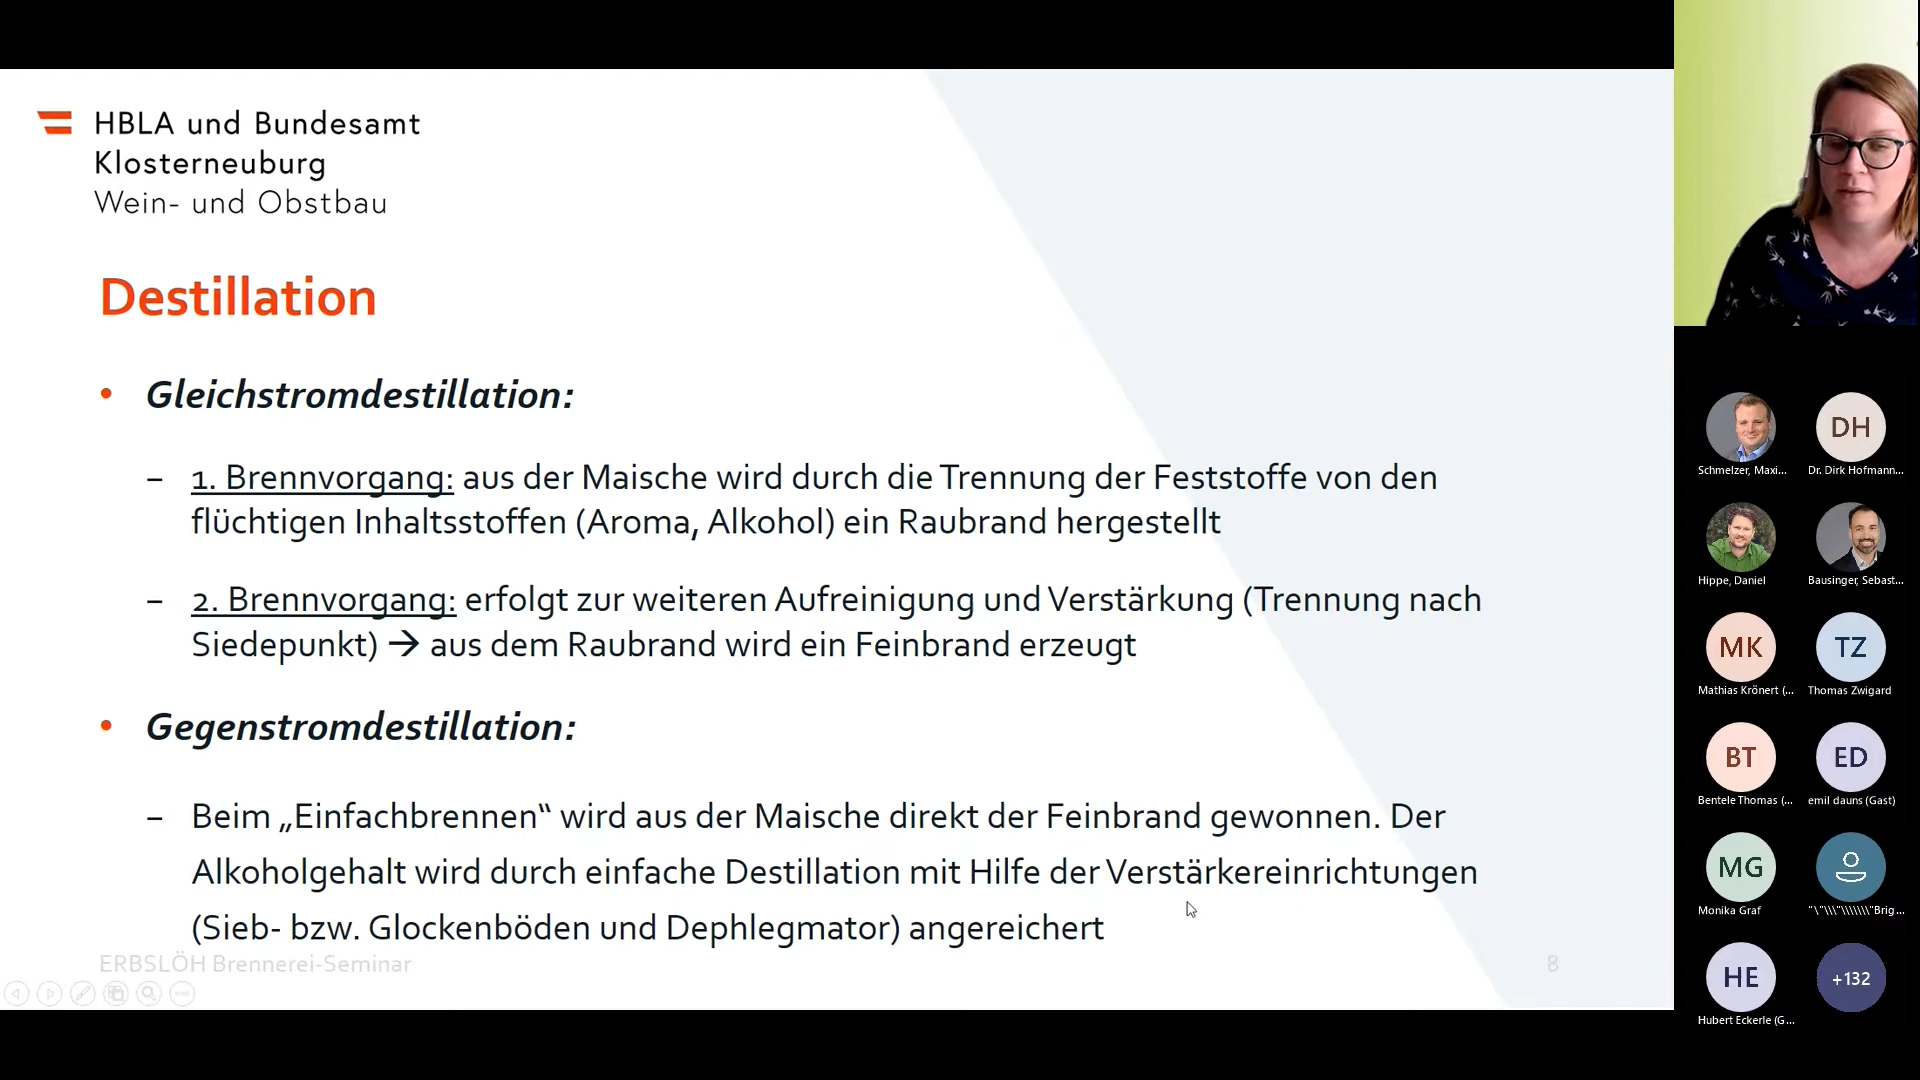 HBLA und Bundesamt
Klosterneuburg
Wein- und Obstbau
Destillation
• Gleichstromdestillation:
– 1. Brennvorgang: aus der Maische wird durch die Trennung der Feststoffe von den
flüchtigen Inhaltsstoffen (Aroma, Alkohol) ein Raubrand hergestellt
– 2. Brennvorgang: erfolgt zur weiteren Aufreinigung und Verstärkung (Trennung nach
Siedepunkt) → aus dem Raubrand wird ein Feinbrand erzeugt
• Gegenstromdestillation:
– Beim „Einfachbrennen“ wird aus der Maische direkt der Feinbrand gewonnen. Der
Alkoholgehalt wird durch einfache Destillation mit Hilfe der Verstärkereinrichtungen
(Sieb- bzw. Glockenböden und Dephlegmator) angereichert
ERBSLÖH Brennerei-Seminar
8
Schmelzer, Maxi...
DH
Dr. Dirk Hofmann...
Hippe, Daniel
Bausinger, Sebast...
MK
Mathias Krönert (...
TZ
Thomas Zwigard
BT
Bentele Thomas (...
ED
emil dauns (Gast)
MG
Monika Graf
"\"\\\"\\\\\\\"Brig...
HE
Hubert Eckerle (G...
+132